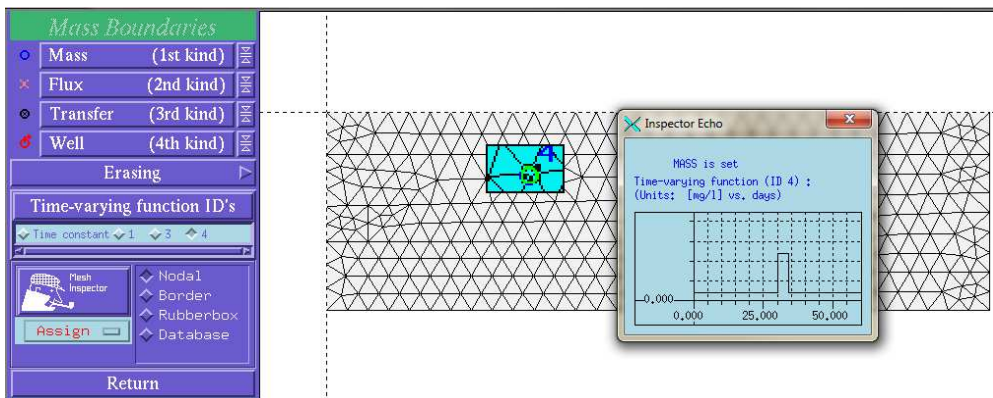 Mass Boundaries
Mass (1st kind)
Flux (2nd kind)
Transfer (3rd kind)
Well (4th kind)
Erasing
Time-varying function ID's
Time constant 1 3 4
Mesh
Inspector
Assign
Nodal
Border
Rubberbox
Database
Return
4
Inspector Echo
MASS is set
Time-varying function (ID 4) :
(Units: [mg/l] vs. days)
0.000
0.000 25.000 50.000